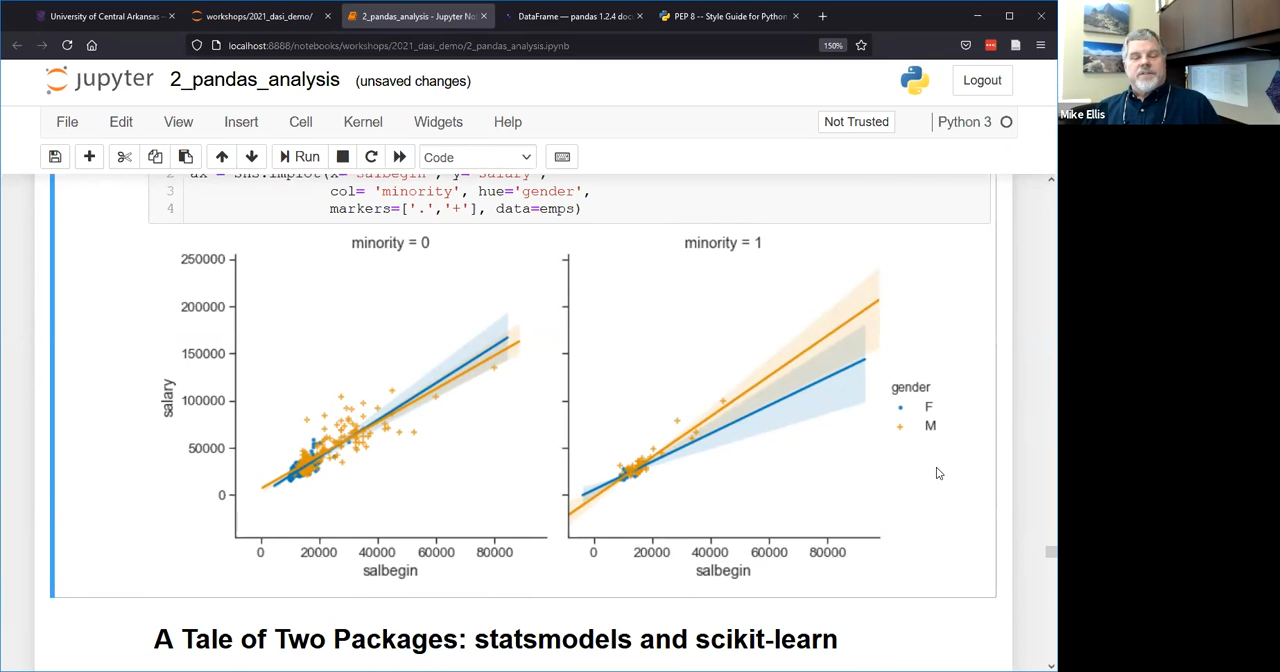 University of Central Arkansas
workshops/2021_dasi_demo/
2_pandas_analysis - Jupyter No
DataFrame — pandas 1.2.4 doc
PEP 8 -- Style Guide for Python
localhost:8888/notebooks/workshops/2021_dasi_demo/2_pandas_analysis.ipynb
150%
jupyter 2_pandas_analysis (unsaved changes)
Logout
File Edit View Insert Cell Kernel Widgets Help
Not Trusted
Python 3
Run
Code
Mike Ellis
3 col= 'minority', hue='gender',
4 markers=['.','+'], data=emps)
minority = 0
minority = 1
250000
200000
150000
100000
50000
0
salary
gender
F
M
0 20000 40000 60000 80000
0 20000 40000 60000 80000
salbegin
salbegin
A Tale of Two Packages: statsmodels and scikit-learn